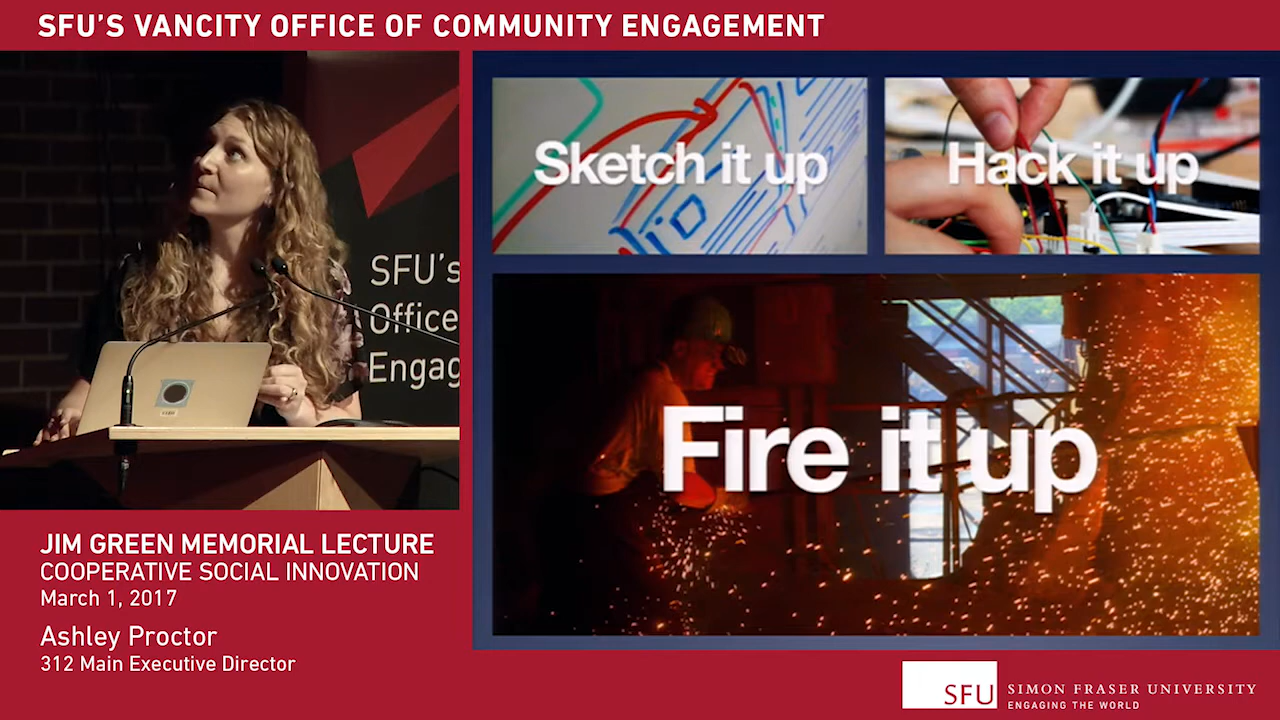 SFU'S VANCITY OFFICE OF COMMUNITY ENGAGEMENT
SFU's
Office
Engag
Sketch it up
Hack it up
Fire it up
JIM GREEN MEMORIAL LECTURE
COOPERATIVE SOCIAL INNOVATION
March 1, 2017
Ashley Proctor
312 Main Executive Director
SFU
SIMON FRASER UNIVERSITY
ENGAGING THE WORLD